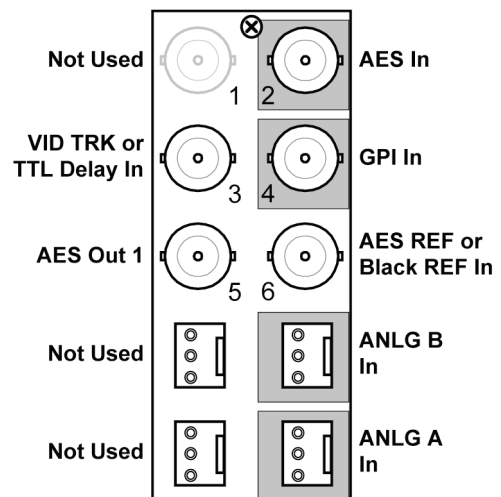 Not Used
1
2
AES In
VID TRK or
TTL Delay In
3
4
GPI In
AES Out 1
5
6
AES REF or
Black REF In
Not Used
ANLG B
In
Not Used
ANLG A
In